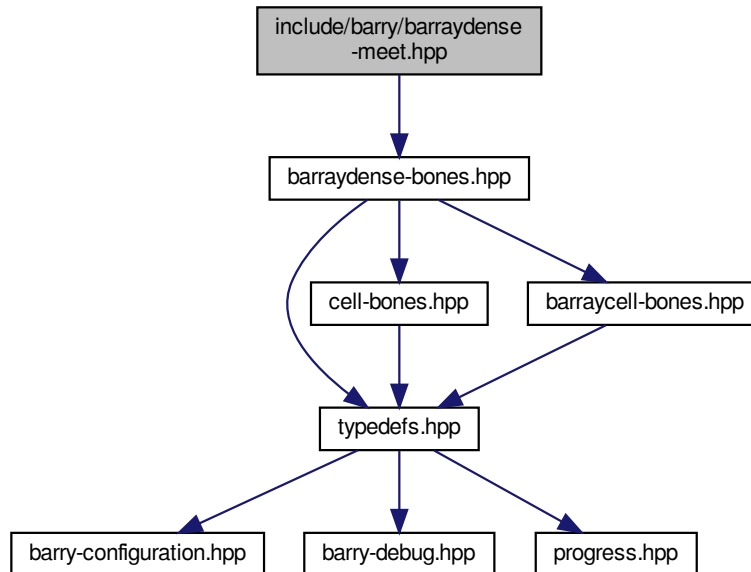 include/barry/barraydense
-meet.hpp
barraydense-bones.hpp
cell-bones.hpp
barraycell-bones.hpp
typedefs.hpp
barry-configuration.hpp
barry-debug.hpp
progress.hpp